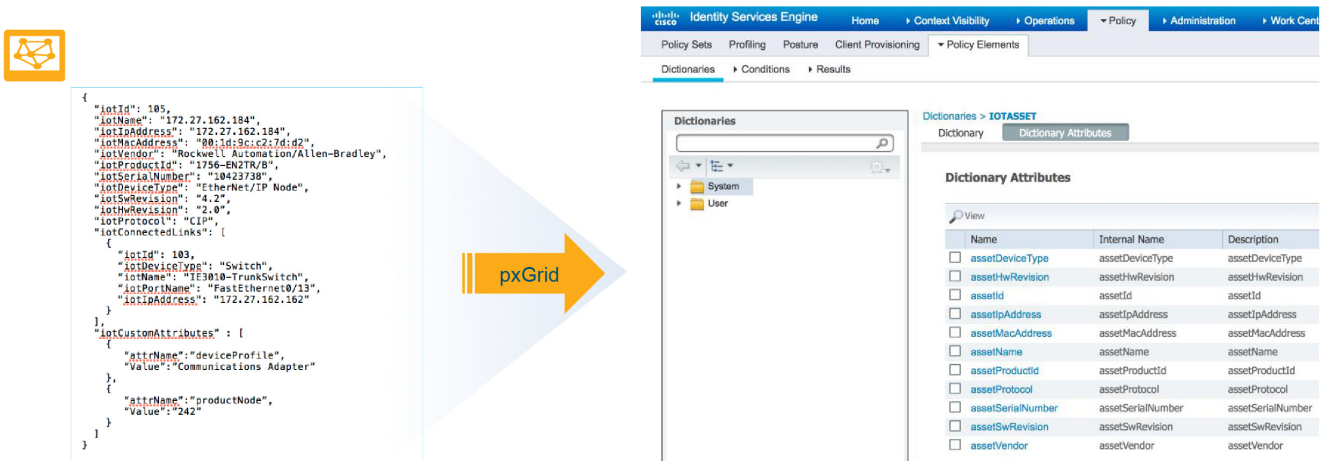 {
"iotId": 105,
"iotName": "172.27.162.184",
"iotIpAddress": "172.27.162.184",
"iotMacAddress": "00:1d:9c:c2:7d:d2",
"iotVendor": "Rockwell Automation/Allen-Bradley",
"iotProductId": "1756-EN2TR/B",
"iotSerialNumber": "10423738",
"iotDeviceType": "EtherNet/IP Node",
"iotSwRevision": "4.2",
"iotHwRevision": "2.0",
"iotProtocol": "CIP",
"iotConnectedLinks": [
{
"iotId": 103,
"iotDeviceType": "Switch",
"iotName": "IE3010-TrunkSwitch",
"iotPortName": "FastEthernet0/13",
"iotIpAddress": "172.27.162.162"
}
],
"iotCustomAttributes" : [
{
"attrName":"deviceProfile",
"Value":"Communications Adapter"
},
{
"attrName":"productNode",
"Value":"242"
}
]
}
pxGrid
cisco Identity Services Engine Home Context Visibility Operations Policy Administration Work Cent
Policy Sets Profiling Posture Client Provisioning Policy Elements
Dictionaries Conditions Results
Dictionaries
System
User
Dictionaries > IOTASSET
Dictionary Dictionary Attributes
Dictionary Attributes
View
Name Internal Name Description
assetDeviceType assetDeviceType assetDeviceType
assetHwRevision assetHwRevision assetHwRevision
assetId assetId assetId
assetIpAddress assetIpAddress assetIpAddress
assetMacAddress assetMacAddress assetMacAddress
assetName assetName assetName
assetProductId assetProductId assetProductId
assetProtocol assetProtocol assetProtocol
assetSerialNumber assetSerialNumber assetSerialNumber
assetSwRevision assetSwRevision assetSwRevision
assetVendor assetVendor assetVendor